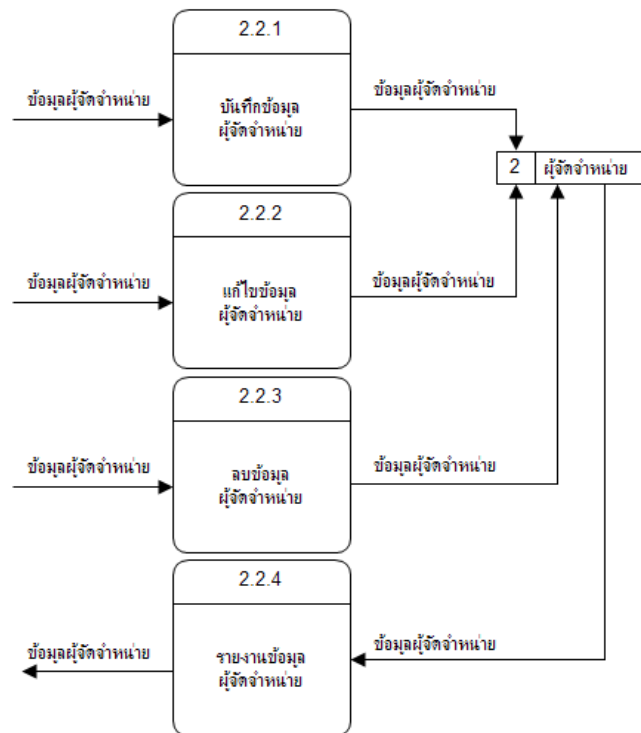 2.2.1
ข้อมูลผู้จัดจำหน่าย
บันทึกข้อมูล
ผู้จัดจำหน่าย
ข้อมูลผู้จัดจำหน่าย
2
ผู้จัดจำหน่าย
2.2.2
ข้อมูลผู้จัดจำหน่าย
แก้ไขข้อมูล
ผู้จัดจำหน่าย
ข้อมูลผู้จัดจำหน่าย
2.2.3
ข้อมูลผู้จัดจำหน่าย
ลบข้อมูล
ผู้จัดจำหน่าย
ข้อมูลผู้จัดจำหน่าย
2.2.4
ข้อมูลผู้จัดจำหน่าย
รายงานข้อมูล
ผู้จัดจำหน่าย
ข้อมูลผู้จัดจำหน่าย